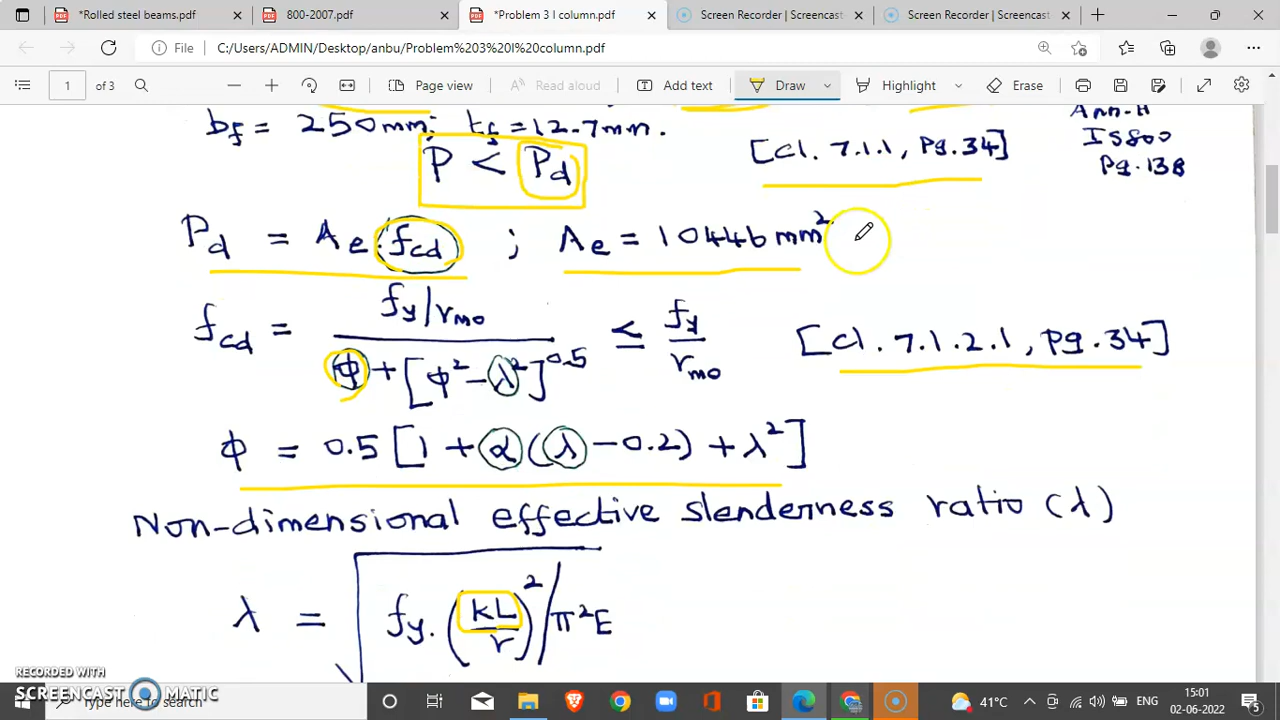 *Rolled steel beams.pdf
800-2007.pdf
*Problem 3 I column.pdf
Screen Recorder | Screencast-
Screen Recorder | Screencast
File
C:/Users/ADMIN/Desktop/anbu/Problem%203%20I%20column.pdf
1 of 3
Page view
Read aloud
Add text
Draw
Highlight
Erase
Ann.H
IS800
Pg.138
bf = 250mm; tf = 12.7mm.
P < Pd
[cl. 7.1.1, Pg.34]
Pd = Ae.fcd ; Ae = 10446 mm²
fcd = fy/rmo / ϕ+[ϕ²-λ²]^0.5 ≤ fy/rmo [cl. 7.1.2.1, Pg.34]
ϕ = 0.5 [1 + α (λ - 0.2) + λ²]
Non-dimensional effective slenderness ratio (λ)
λ = √fy. (kL/r)² / π²E
RECORDED WITH
SCREENCAST MATIC
Type here to search
41°C
ENG
15:01
02-06-2022